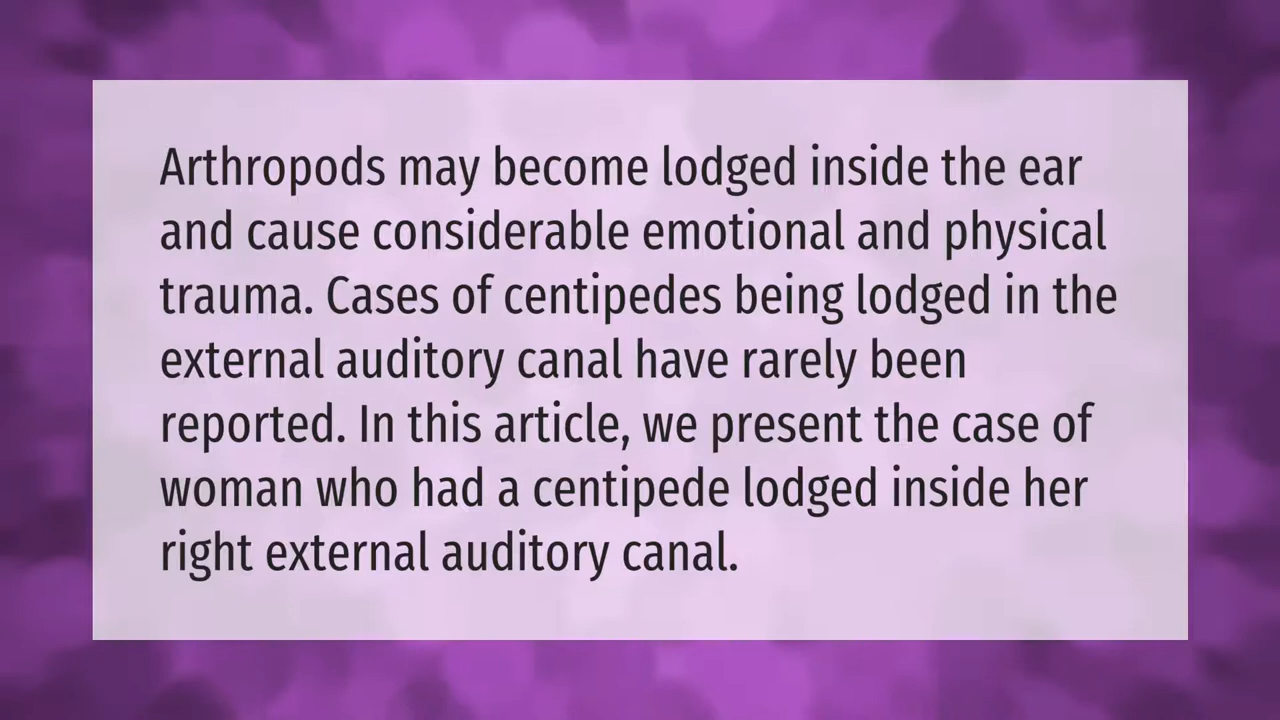 Arthropods may become lodged inside the ear
and cause considerable emotional and physical
trauma. Cases of centipedes being lodged in the
external auditory canal have rarely been
reported. In this article, we present the case of
woman who had a centipede lodged inside her
right external auditory canal.